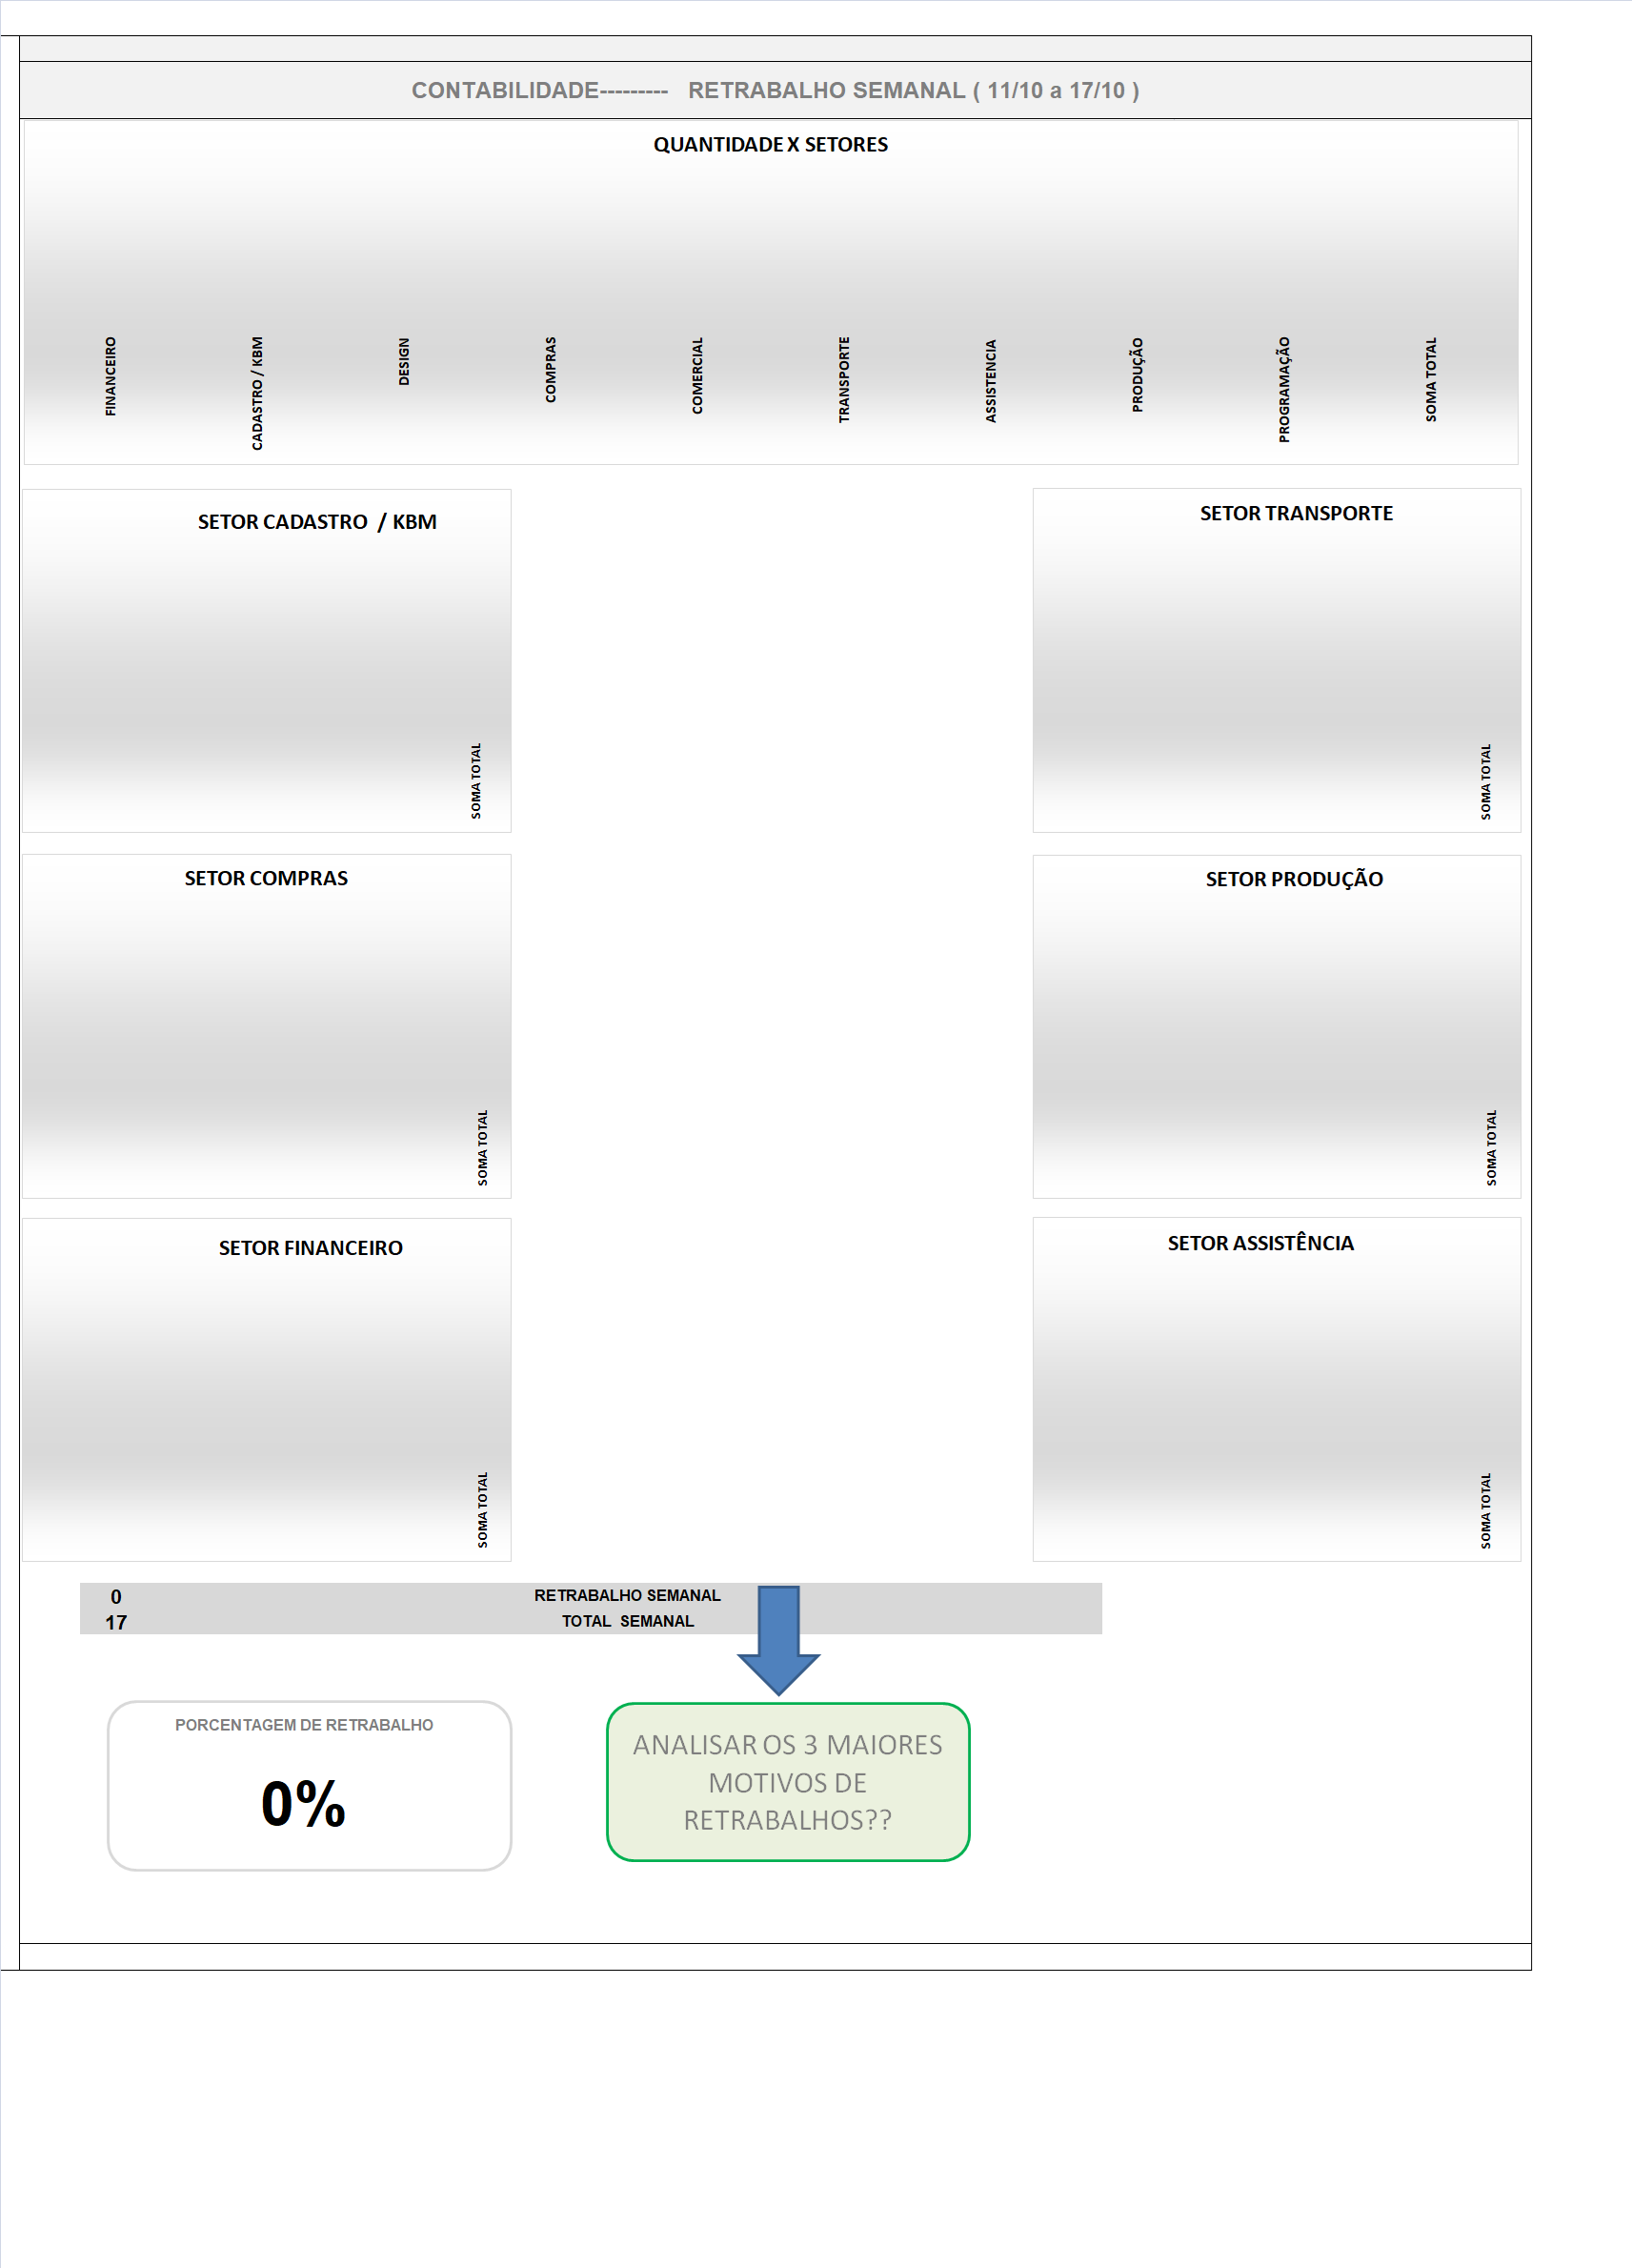 CONTABILIDADE--------- RETRABALHO SEMANAL ( 11/10 a 17/10 )
QUANTIDADE X SETORES
FINANCEIRO
CADASTRO / KBM
DESIGN
COMPRAS
COMERCIAL
TRANSPORTE
ASSISTENCIA
PRODUÇÃO
PROGRAMAÇÃO
SOMA TOTAL
SETOR CADASTRO / KBM
SOMA TOTAL
SETOR TRANSPORTE
SOMA TOTAL
SETOR COMPRAS
SOMA TOTAL
SETOR PRODUÇÃO
SOMA TOTAL
SETOR FINANCEIRO
SOMA TOTAL
SETOR ASSISTÊNCIA
SOMA TOTAL
0 RETRABALHO SEMANAL
17 TOTAL SEMANAL
PORCENTAGEM DE RETRABALHO
0%
ANALISAR OS 3 MAIORES
MOTIVOS DE
RETRABALHOS??